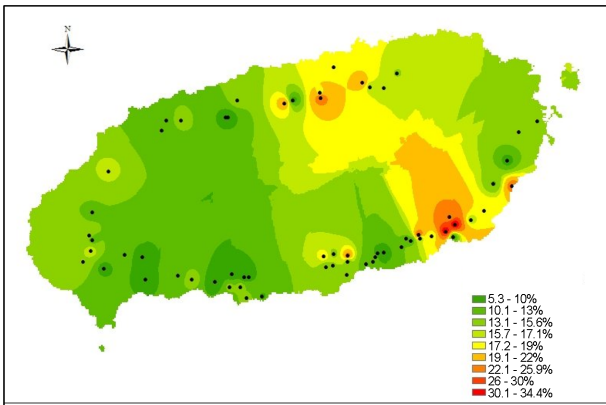 N
5.3 - 10%
10.1 - 13%
13.1 - 15.6%
15.7 - 17.1%
17.2 - 19%
19.1 - 22%
22.1 - 25.9%
26 - 30%
30.1 - 34.4%